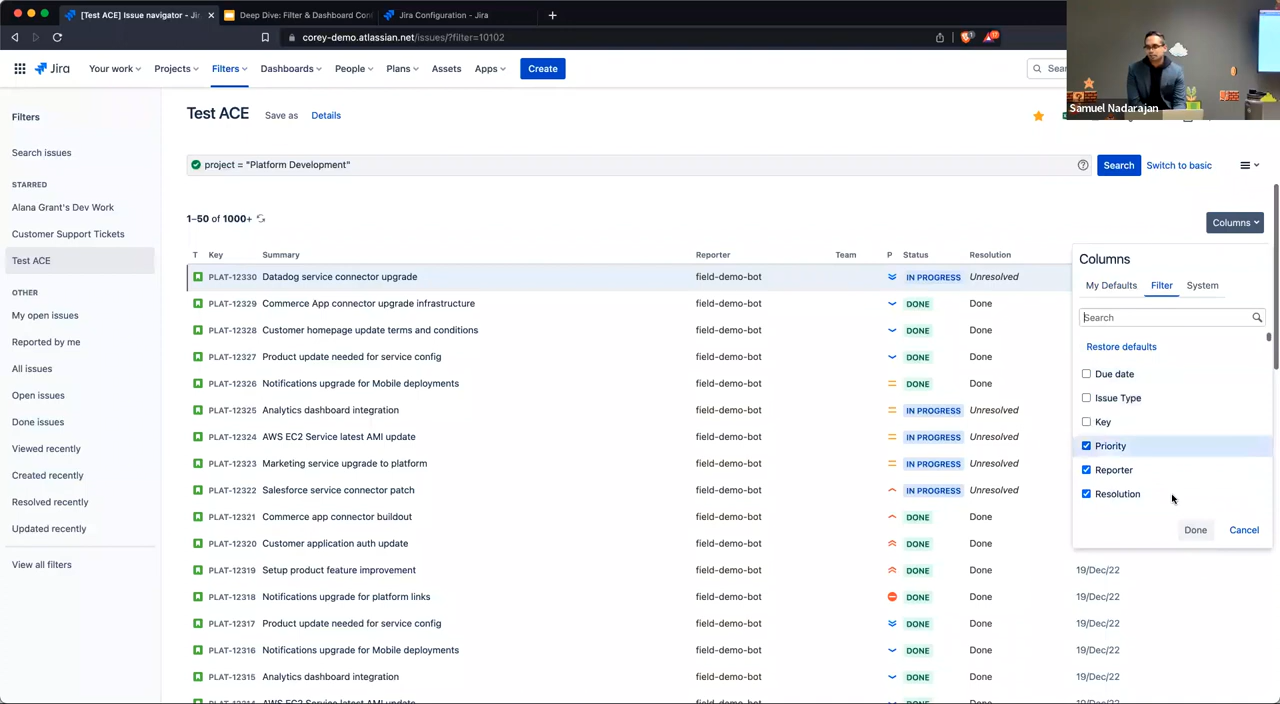 [Test ACE] Issue navigator - Jir
Deep Dive: Filter & Dashboard Cont
Jira Configuration - Jira
corey-demo.atlassian.net/issues/?filter=10102
Jira
Your work
Projects
Filters
Dashboards
People
Plans
Assets
Apps
Create
Sear
Samuel Nadarajan
Filters
Search issues
STARRED
Alana Grant's Dev Work
Customer Support Tickets
Test ACE
OTHER
My open issues
Reported by me
All issues
Open issues
Done issues
Viewed recently
Created recently
Resolved recently
Updated recently
View all filters
Test ACE Save as Details
project = "Platform Development"
Search Switch to basic
1–50 of 1000+
Columns
T Key Summary Reporter Team P Status Resolution
PLAT-12330 Datadog service connector upgrade field-demo-bot IN PROGRESS Unresolved
PLAT-12329 Commerce App connector upgrade infrastructure field-demo-bot DONE Done
PLAT-12328 Customer homepage update terms and conditions field-demo-bot DONE Done
PLAT-12327 Product update needed for service config field-demo-bot DONE Done
PLAT-12326 Notifications upgrade for Mobile deployments field-demo-bot DONE Done
PLAT-12325 Analytics dashboard integration field-demo-bot IN PROGRESS Unresolved
PLAT-12324 AWS EC2 Service latest AMI update field-demo-bot IN PROGRESS Unresolved
PLAT-12323 Marketing service upgrade to platform field-demo-bot IN PROGRESS Unresolved
PLAT-12322 Salesforce service connector patch field-demo-bot IN PROGRESS Unresolved
PLAT-12321 Commerce app connector buildout field-demo-bot DONE Done
PLAT-12320 Customer application auth update field-demo-bot DONE Done
PLAT-12319 Setup product feature improvement field-demo-bot DONE Done 19/Dec/22
PLAT-12318 Notifications upgrade for platform links field-demo-bot DONE Done 19/Dec/22
PLAT-12317 Product update needed for service config field-demo-bot DONE Done 19/Dec/22
PLAT-12316 Notifications upgrade for Mobile deployments field-demo-bot DONE Done 19/Dec/22
PLAT-12315 Analytics dashboard integration field-demo-bot DONE Done 19/Dec/22
Columns
My Defaults Filter System
Search
Restore defaults
Due date
Issue Type
Key
Priority
Reporter
Resolution
Done Cancel